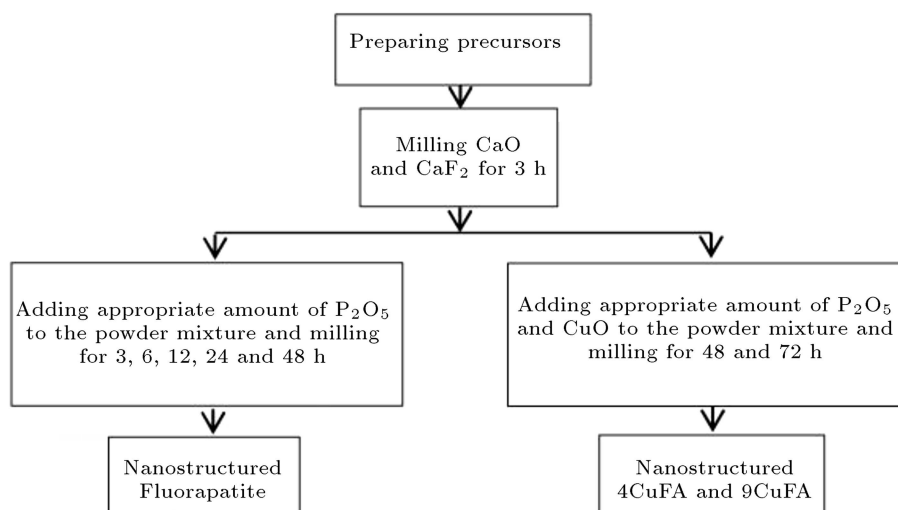 Preparing precursors
Milling CaO
and CaF₂ for 3 h
Adding appropriate amount of P₂O₅
to the powder mixture and milling
for 3, 6, 12, 24 and 48 h
Adding appropriate amount of P₂O₅
and CuO to the powder mixture and
milling for 48 and 72 h
Nanostructured
Fluorapatite
Nanostructured
4CuFA and 9CuFA